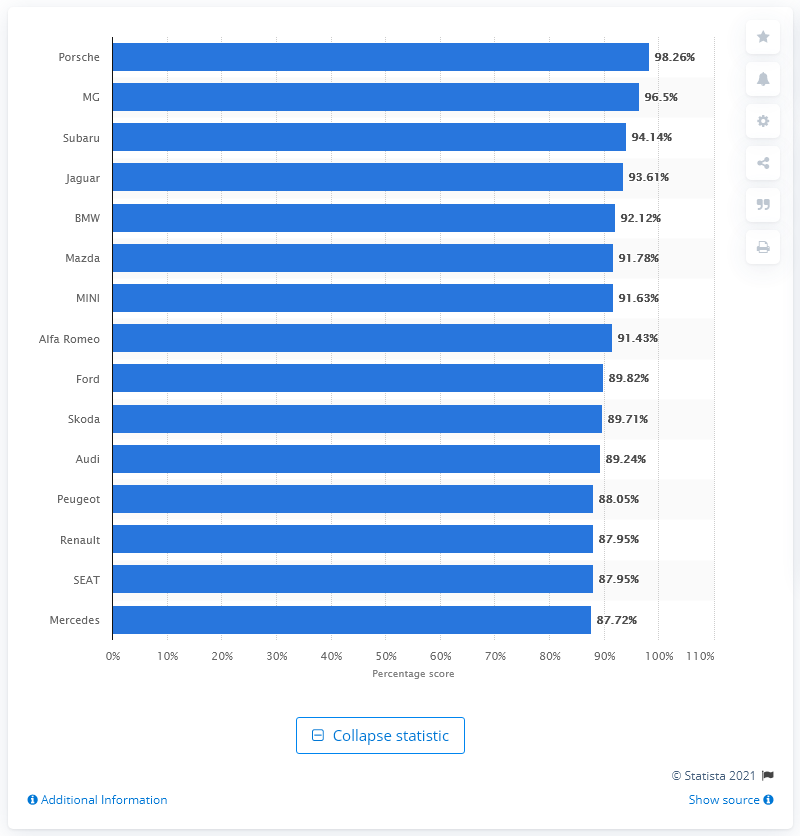 Porsche 98.26%
MG 96.5%
Subaru 94.14%
Jaguar 93.61%
BMW 92.12%
Mazda 91.78%
MINI 91.63%
Alfa Romeo 91.43%
Ford 89.82%
Skoda 89.71%
Audi 89.24%
Peugeot 88.05%
Renault 87.95%
SEAT 87.95%
Mercedes 87.72%
0% 10% 20% 30% 40% 50% 60% 70% 80% 90% 100% 110%
Percentage score
Collapse statistic
© Statista 2021
Additional Information Show source